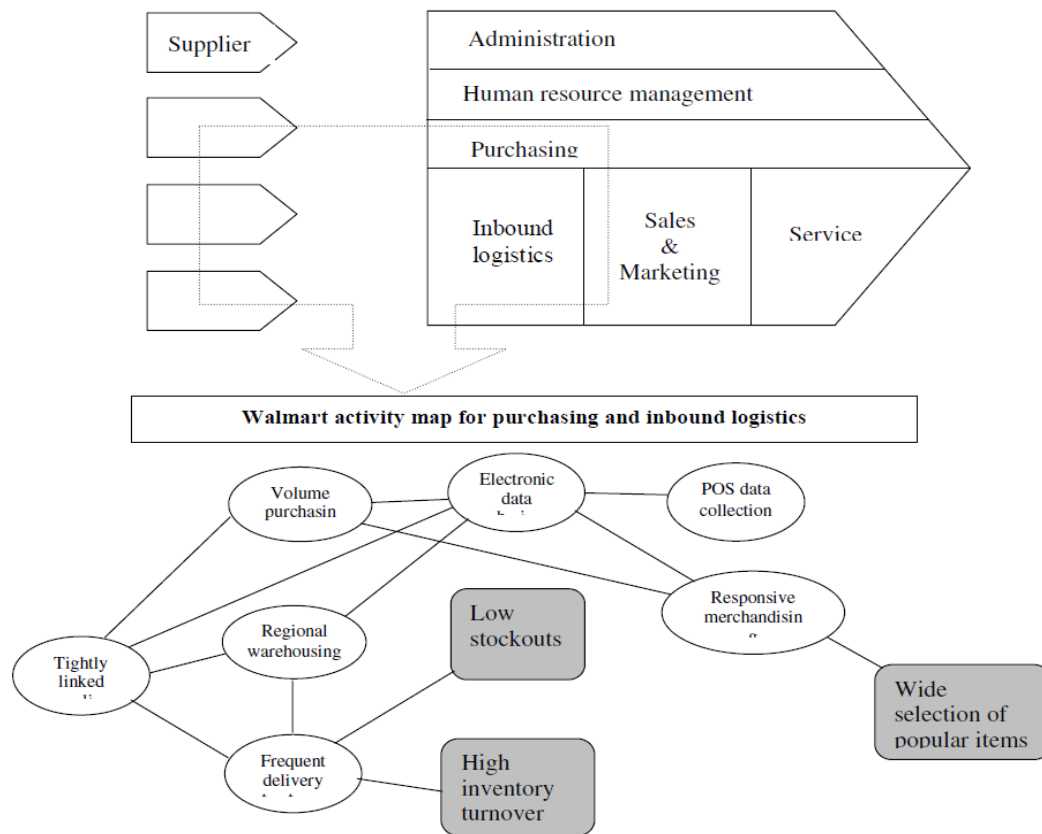 Supplier
Administration
Human resource management
Purchasing
Inbound
logistics
Sales
&
Marketing
Service
Walmart activity map for purchasing and inbound logistics
Volume
purchasin
Electronic
data
POS data
collection
Low
stockouts
Responsive
merchandisin
Regional
warehousing
Tightly
linked
Wide
selection of
popular items
Frequent
delivery
High
inventory
turnover